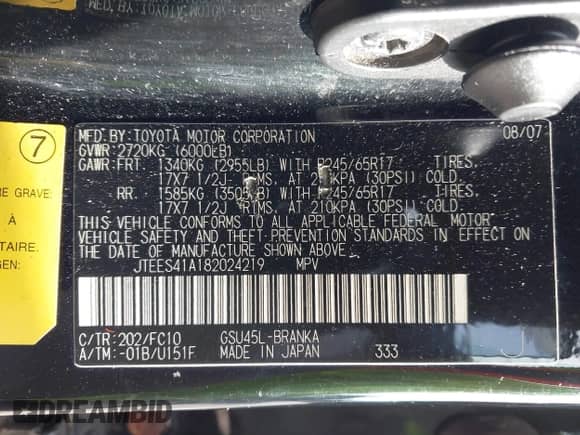 MFD.BY:TOYOTA MOTOR CORPORATION 08/07
GVWR:2720KG (6000LB)
GAWR:FRT. 1340KG (2955LB) WITH P245/65R17 TIRES.
17X7 1/2J RIMS, AT 210KPA (30PSI) COLD.
RR. 1585KG (3500LB) WITH P245/65R17 TIRES.
17X7 1/2J RIMS, AT 210KPA (30PSI) COLD.
THIS VEHICLE CONFORMS TO ALL APPLICABLE FEDERAL MOTOR
VEHICLE SAFETY AND THEFT PREVENTION STANDARDS IN EFFECT ON
THE DATE OF MANUFACTURE SHOWN ABOVE.
JTEES41A182024219 MPV
C/TR:202/FC10 GSU45L-BRANKA
A/TM:-01B/U151F MADE IN JAPAN 333
J
7
RE GRAVE
TAIRE.
GEN:
DREAMBID